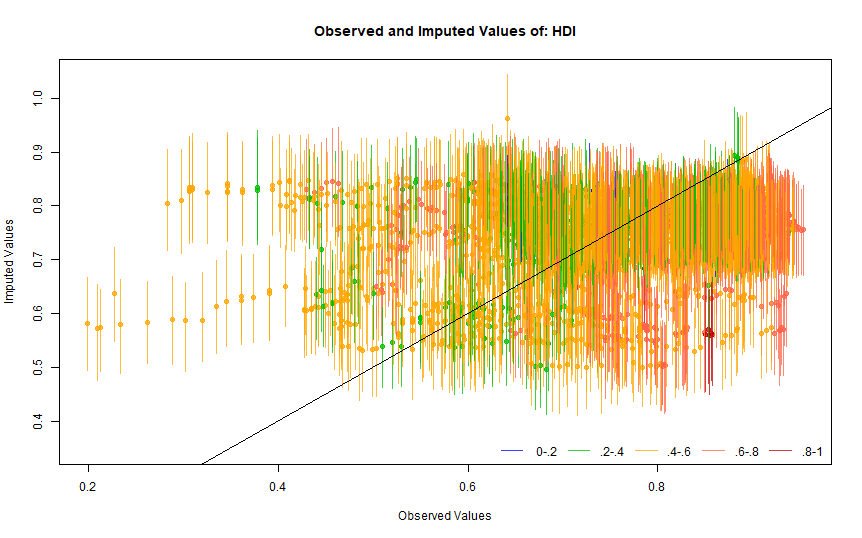 Observed and Imputed Values of: HDI
Imputed Values
1.0
0.9
0.8
0.7
0.6
0.5
0.4
0-.2 .2-.4 .4-.6 .6-.8 .8-1
0.2 0.4 0.6 0.8
Observed Values